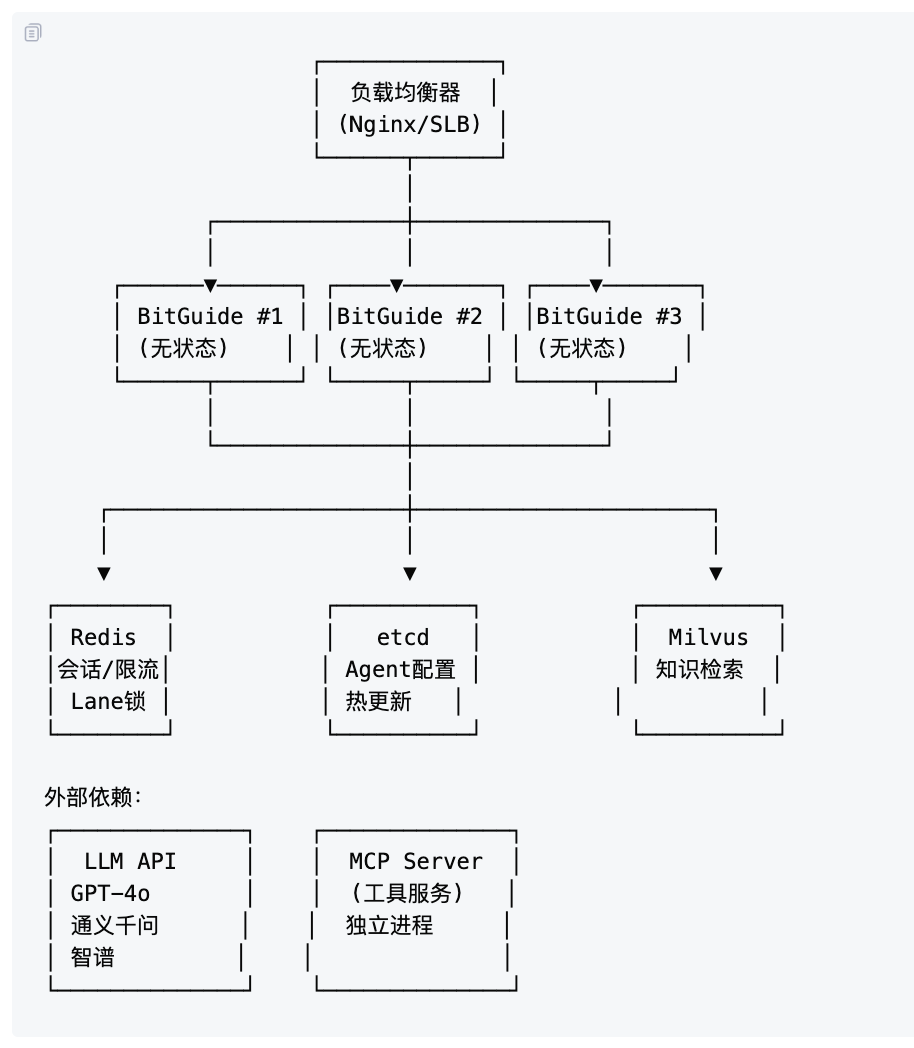 负载均衡器
(Nginx/SLB)
BitGuide #1 BitGuide #2 BitGuide #3
(无状态) (无状态) (无状态)
Redis etcd Milvus
会话/限流 Agent配置 知识检索
Lane锁 热更新
外部依赖:
LLM API MCP Server
GPT-4o (工具服务)
通义千问 独立进程
智谱